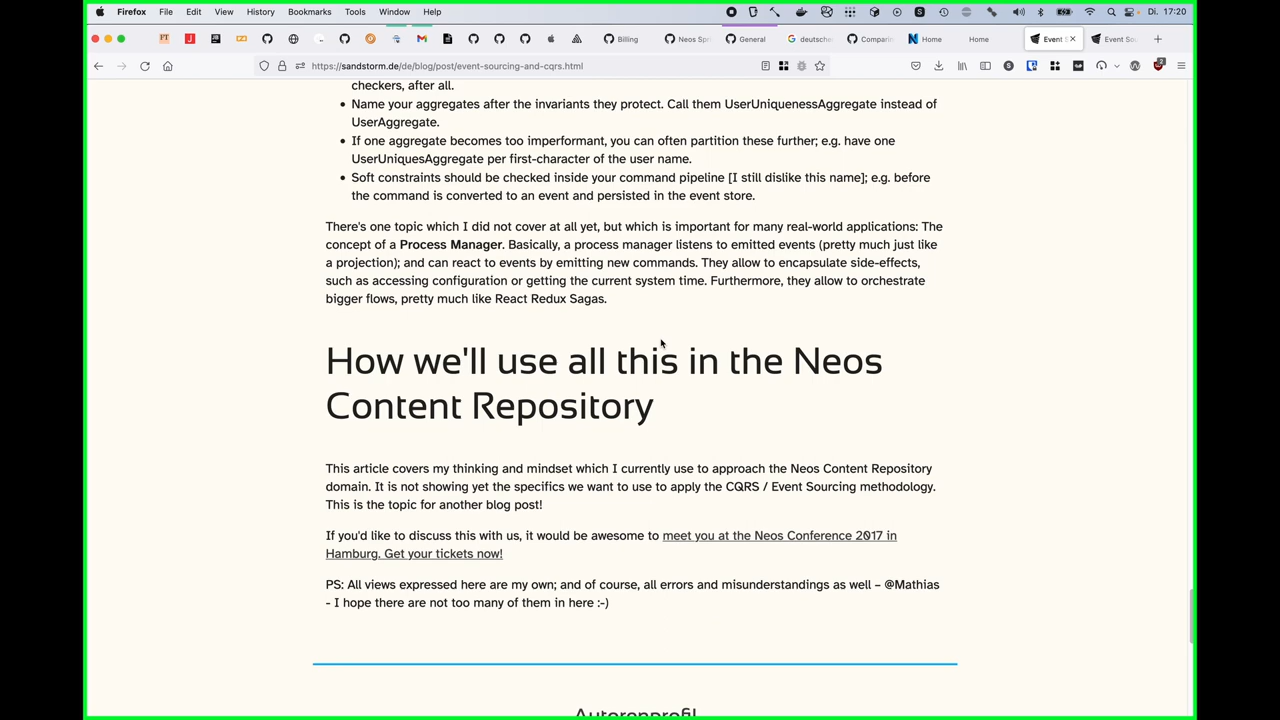 Firefox File Edit View History Bookmarks Tools Window Help Di. 17:20
Billing Neos Spr General deutsche Comparin Home Home Event S Event Sou
https://sandstorm.de/de/blog/post/event-sourcing-and-cqrs.html
checkers, after all.
• Name your aggregates after the invariants they protect. Call them UserUniquenessAggregate instead of
UserAggregate.
• If one aggregate becomes too imperformant, you can often partition these further; e.g. have one
UserUniquesAggregate per first-character of the user name.
• Soft constraints should be checked inside your command pipeline [I still dislike this name]; e.g. before
the command is converted to an event and persisted in the event store.
There's one topic which I did not cover at all yet, but which is important for many real-world applications: The
concept of a Process Manager. Basically, a process manager listens to emitted events (pretty much just like
a projection); and can react to events by emitting new commands. They allow to encapsulate side-effects,
such as accessing configuration or getting the current system time. Furthermore, they allow to orchestrate
bigger flows, pretty much like React Redux Sagas.
How we'll use all this in the Neos
Content Repository
This article covers my thinking and mindset which I currently use to approach the Neos Content Repository
domain. It is not showing yet the specifics we want to use to apply the CQRS / Event Sourcing methodology.
This is the topic for another blog post!
If you'd like to discuss this with us, it would be awesome to meet you at the Neos Conference 2017 in
Hamburg. Get your tickets now!
PS: All views expressed here are my own; and of course, all errors and misunderstandings as well – @Mathias
- I hope there are not too many of them in here :-)
Autorenprofil